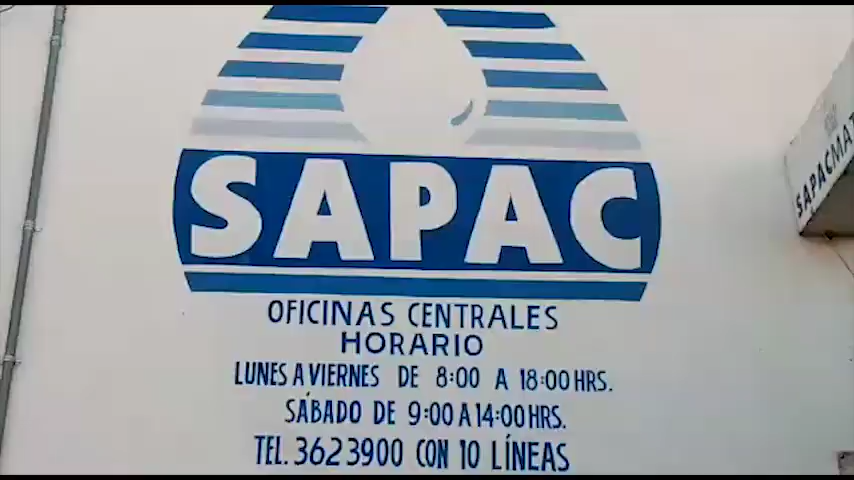 SAPAC
OFICINAS CENTRALES
HORARIO
LUNES A VIERNES DE 8:00 A 18:00 HRS.
SÁBADO DE 9:00 A 14:00 HRS.
TEL. 3623900 CON 10 LÍNEAS
SAPACMAT